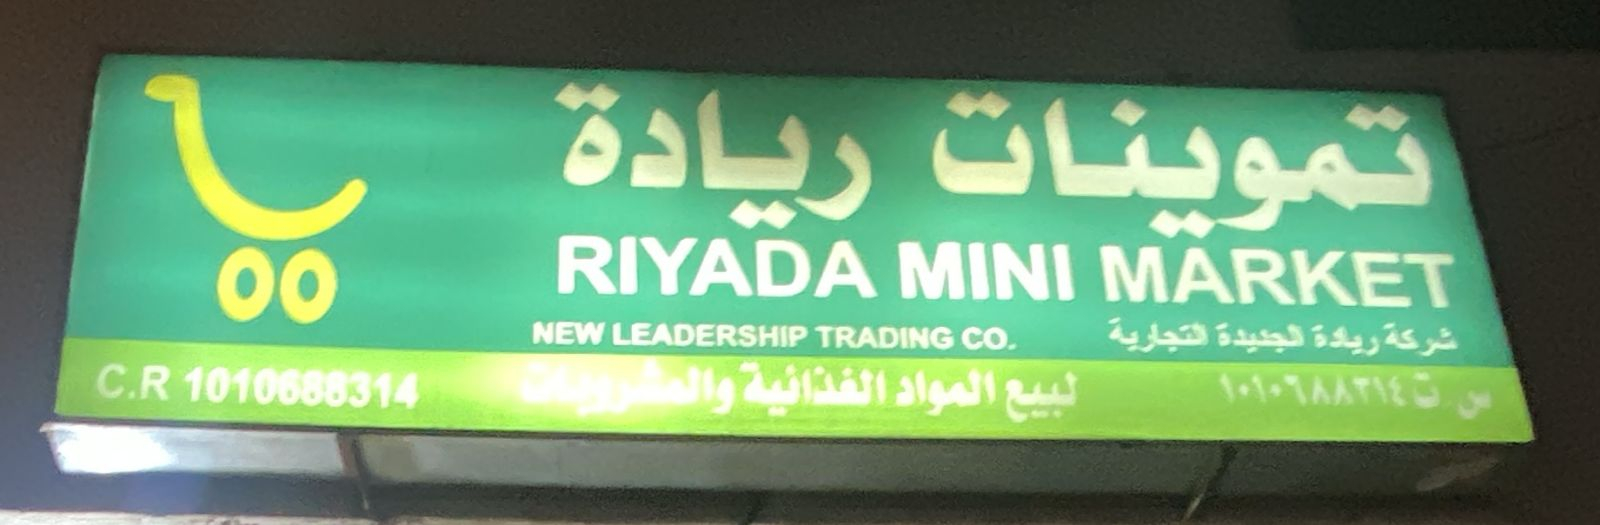 تموينات ريادة
RIYADA MINI MARKET
NEW LEADERSHIP TRADING CO. شركة ريادة الجديدة التجارية
C.R 1010688314 لبيع المواد الغذائية والمشروبات س.ت ١٠١٠٦٨٨٣١٤